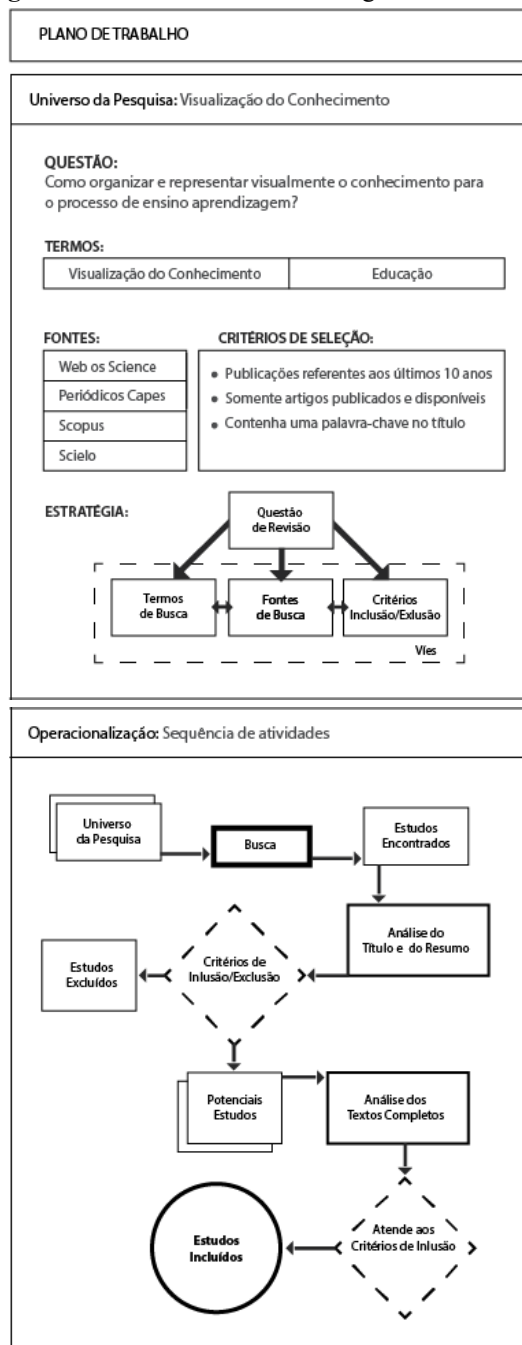 PLANO DE TRABALHO
Universo da Pesquisa: Visualização do Conhecimento
QUESTÃO:
Como organizar e representar visualmente o conhecimento para
o processo de ensino aprendizagem?
TERMOS:
Visualização do Conhecimento
Educação
FONTES:
Web os Science
Periódicos Capes
Scopus
Scielo
CRITÉRIOS DE SELEÇÃO:
• Publicações referentes aos últimos 10 anos
• Somente artigos publicados e disponíveis
• Contenha uma palavra-chave no título
ESTRATÉGIA:
Questão
de Revisão
Termos
de Busca
Fontes
de Busca
Critérios
Inclusão/Exlusão
Víes
Operacionalização: Sequência de atividades
Universo
da Pesquisa
Busca
Estudos
Encontrados
Análise do
Título e do Resumo
Critérios de
Inlusão/Exclusão
Estudos
Excluídos
Potenciais
Estudos
Análise dos
Textos Completos
Atende aos
Critérios de Inlusão
Estudos
Incluídos